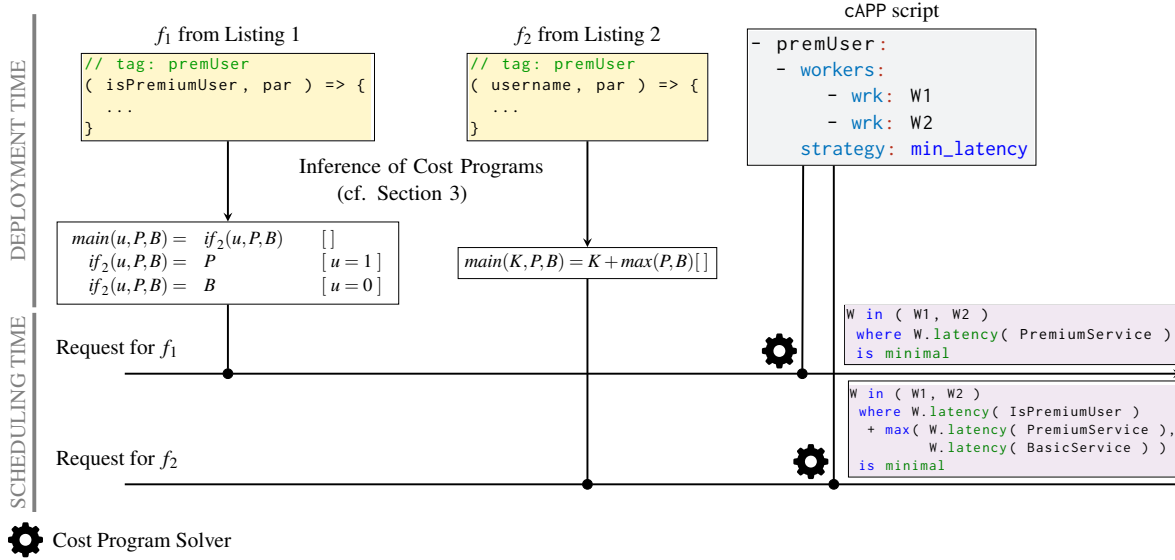 DEPLOYMENT TIME
f₁ from Listing 1
// tag: premUser
( isPremiumUser, par ) => {
...
}
f₂ from Listing 2
// tag: premUser
( username, par ) => {
...
}
cAPP script
- premUser:
- workers:
- wrk: W1
- wrk: W2
strategy: min_latency
Inference of Cost Programs
(cf. Section 3)
main(u,P,B) = if₂(u,P,B) [ ]
if₂(u,P,B) = P [ u = 1 ]
if₂(u,P,B) = B [ u = 0 ]
main(K,P,B) = K + max(P,B)[ ]
SCHEDULING TIME
Request for f₁
W in ( W1, W2 )
where W.latency( PremiumService )
is minimal
Request for f₂
W in ( W1, W2 )
where W.latency( IsPremiumUser )
+ max( W.latency( PremiumService ),
W.latency( BasicService ) )
is minimal
Cost Program Solver